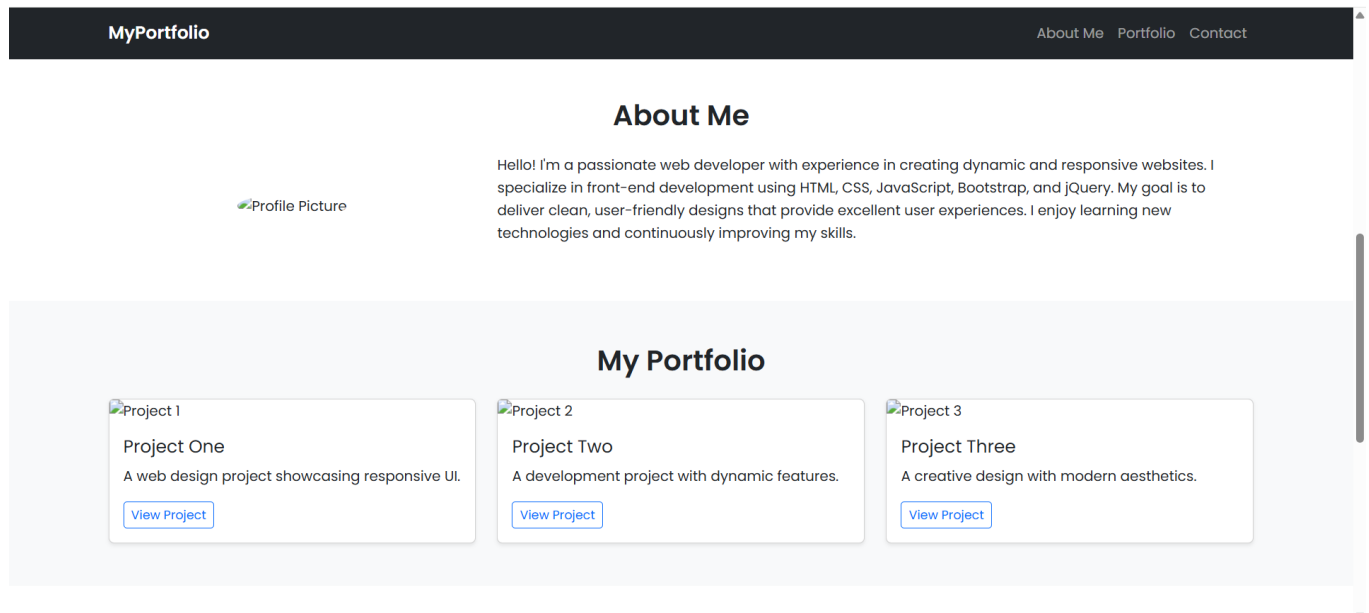 MyPortfolio
About Me Portfolio Contact
About Me
Profile Picture
Hello! I'm a passionate web developer with experience in creating dynamic and responsive websites. I
specialize in front-end development using HTML, CSS, JavaScript, Bootstrap, and jQuery. My goal is to
deliver clean, user-friendly designs that provide excellent user experiences. I enjoy learning new
technologies and continuously improving my skills.
My Portfolio
Project 1
Project One
A web design project showcasing responsive UI.
View Project
Project 2
Project Two
A development project with dynamic features.
View Project
Project 3
Project Three
A creative design with modern aesthetics.
View Project